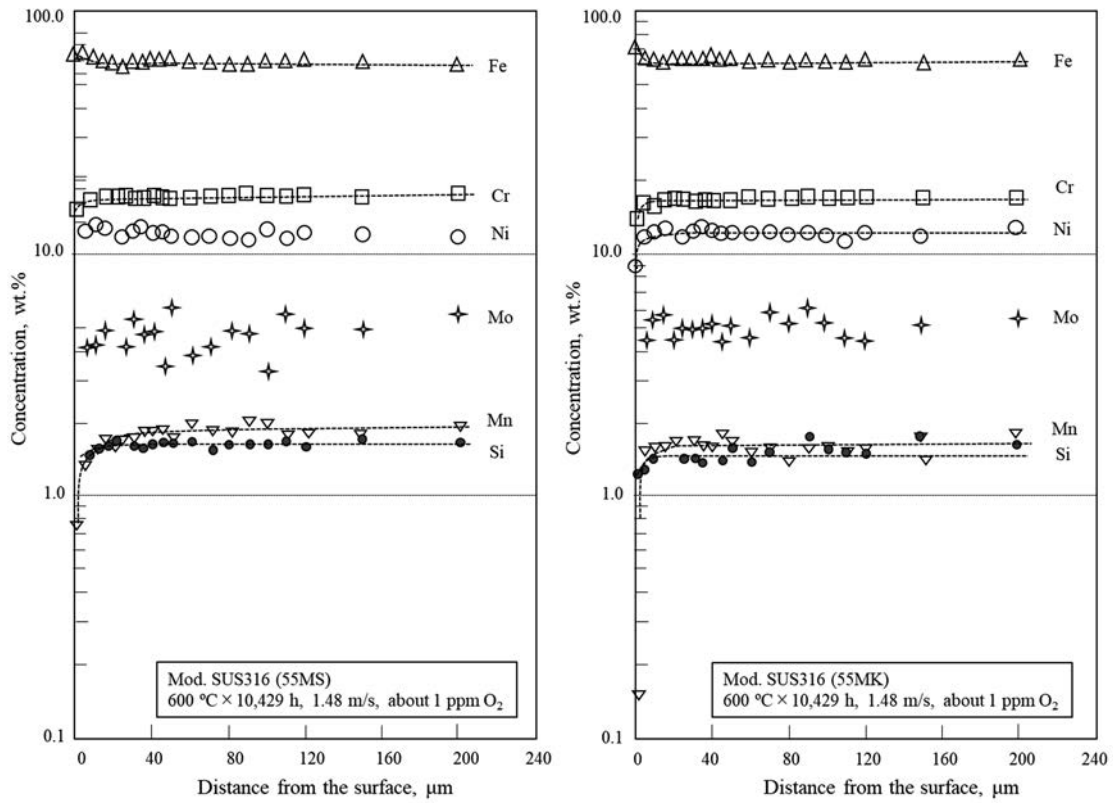 100.0
10.0
1.0
0.1
Concentration, wt.%
Fe
Cr
Ni
Mo
Mn
Si
Mod. SUS316 (55MS)
600 ºC × 10,429 h, 1.48 m/s, about 1 ppm O₂
0 40 80 120 160 200 240
Distance from the surface, μm
100.0
10.0
1.0
0.1
Concentration, wt.%
Fe
Cr
Ni
Mo
Mn
Si
Mod. SUS316 (55MK)
600 ºC × 10,429 h, 1.48 m/s, about 1 ppm O₂
0 40 80 120 160 200 240
Distance from the surface, μm